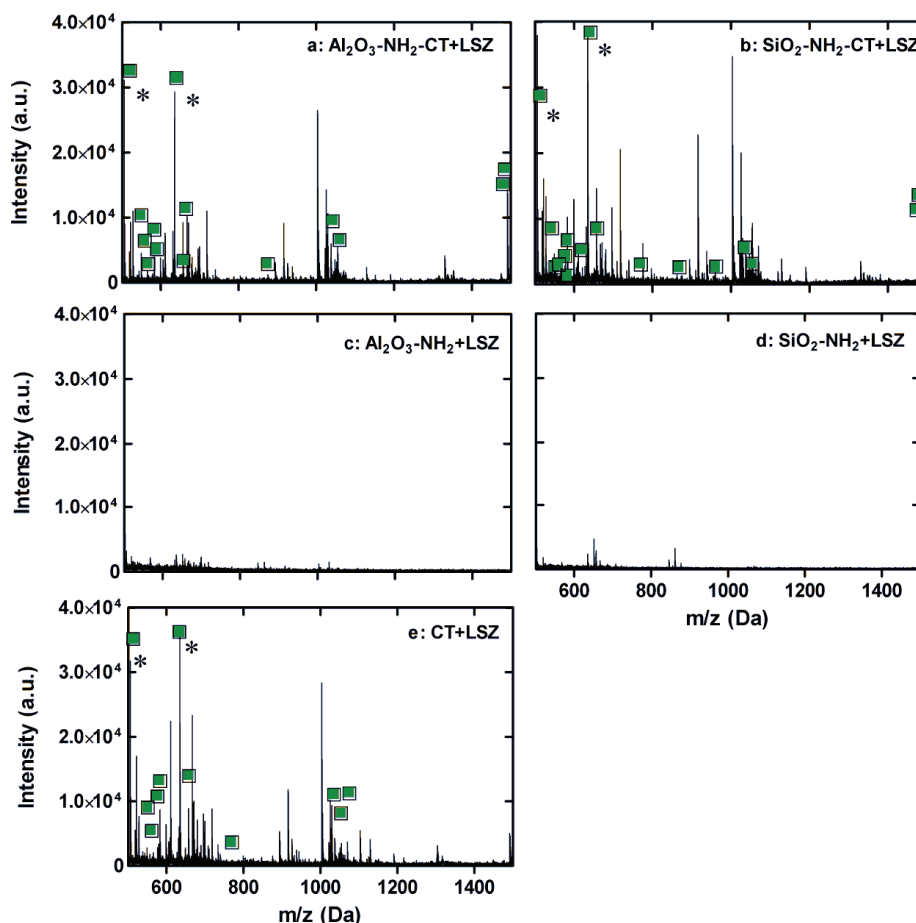 4.0×10⁴
3.0×10⁴
2.0×10⁴
1.0×10⁴
0
Intensity (a.u.)
a: Al₂O₃-NH₂-CT+LSZ
*
*
b: SiO₂-NH₂-CT+LSZ
*
*
4.0×10⁴
3.0×10⁴
2.0×10⁴
1.0×10⁴
0
Intensity (a.u.)
c: Al₂O₃-NH₂+LSZ
d: SiO₂-NH₂+LSZ
600 800 1000 1200 1400
m/z (Da)
4.0×10⁴
3.0×10⁴
2.0×10⁴
1.0×10⁴
0
Intensity (a.u.)
e: CT+LSZ
*
*
600 800 1000 1200 1400
m/z (Da)